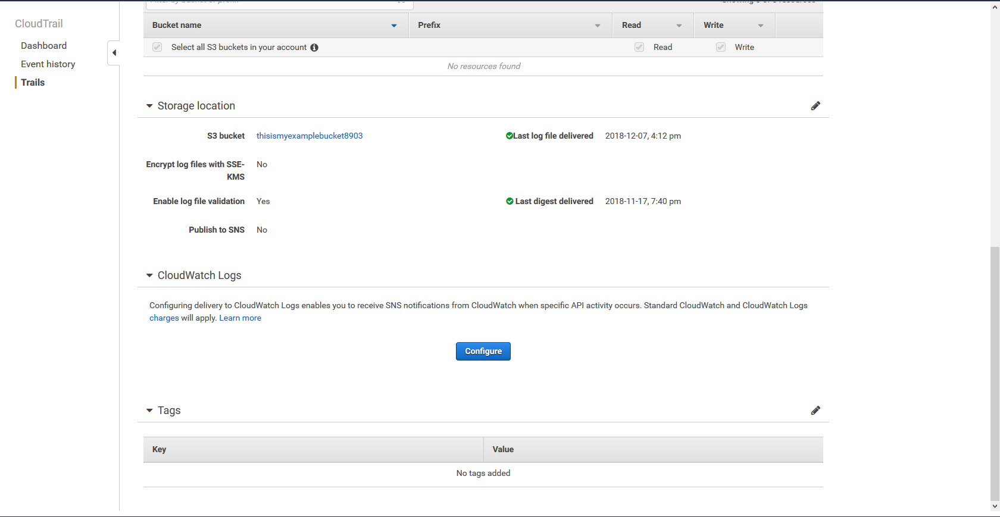 CloudTrail
Dashboard
Event history
Trails
Bucket name
Prefix
Read
Write
Select all S3 buckets in your account
Read
Write
No resources found
Storage location
S3 bucket
thisismyexamplebucket8903
Last log file delivered
2018-12-07, 4:12 pm
Encrypt log files with SSE-
KMS
No
Enable log file validation
Yes
Last digest delivered
2018-11-17, 7:40 pm
Publish to SNS
No
CloudWatch Logs
Configuring delivery to CloudWatch Logs enables you to receive SNS notifications from CloudWatch when specific API activity occurs. Standard CloudWatch and CloudWatch Logs
charges will apply. Learn more
Configure
Tags
Key
Value
No tags added